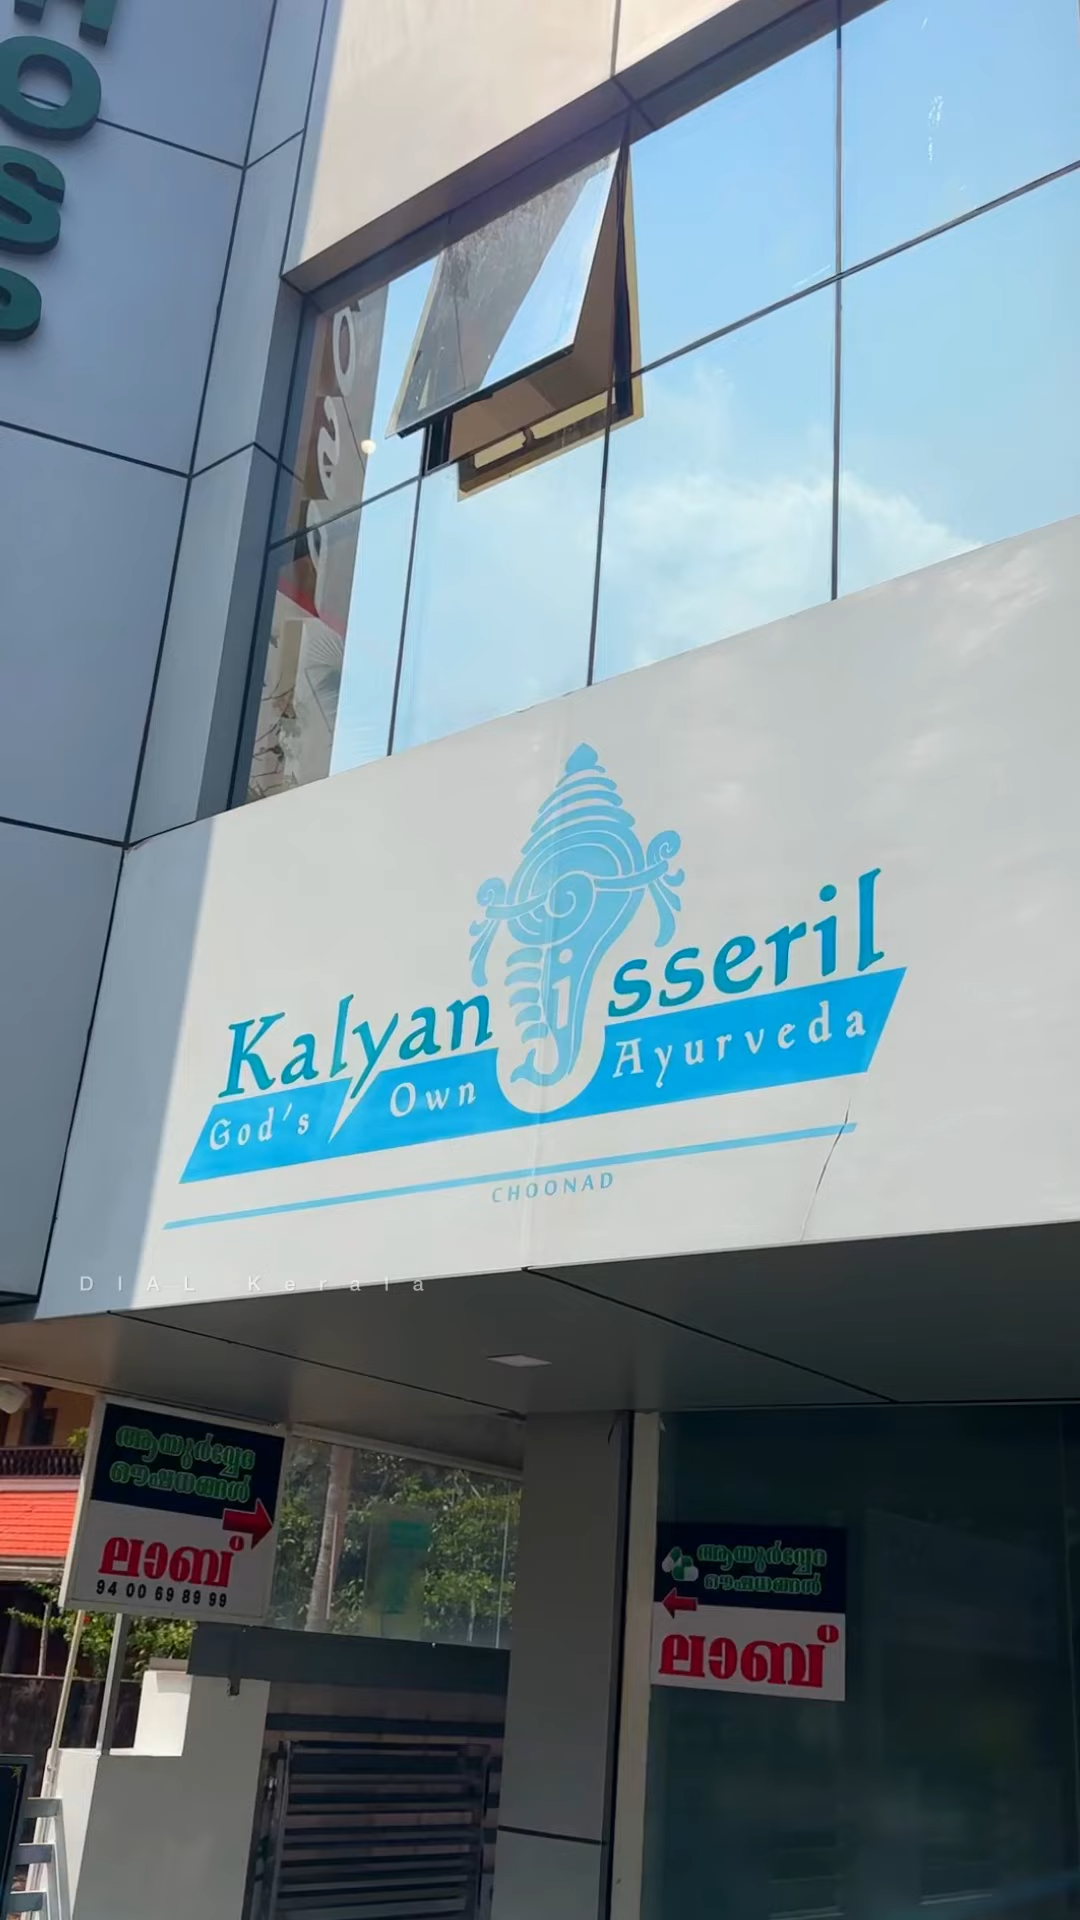 HOSP
Kalyanisseril
God's Own Ayurveda
CHOONAD
DIAL Kerala
ആയുർവ്വേദ
ഔഷധങ്ങൾ
ലാബ്
94 00 69 89 99
ആയുർവ്വേദ
ഔഷധങ്ങൾ
ലാബ്